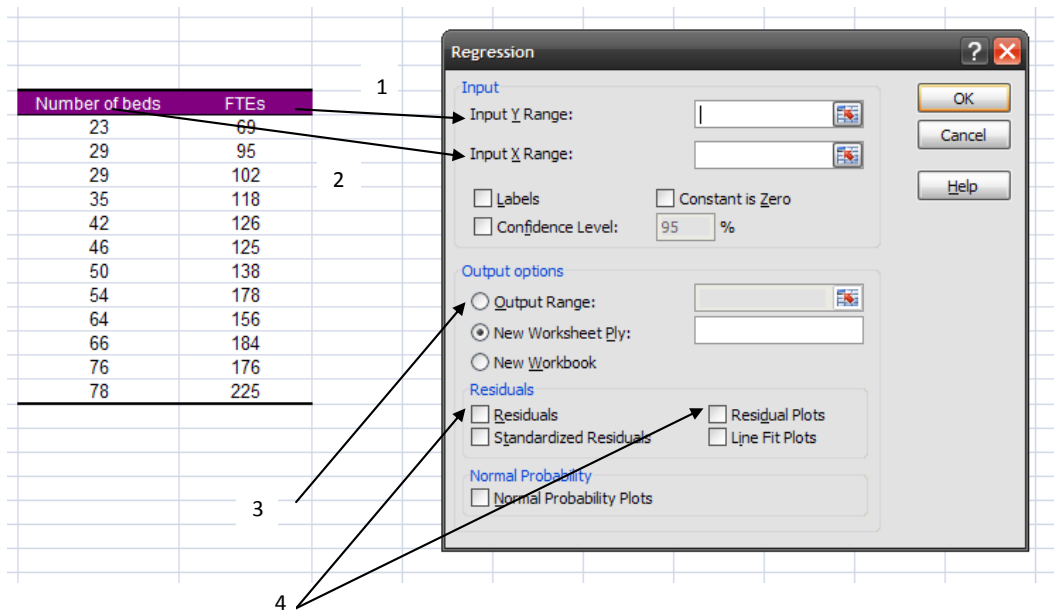 Regression
?
X
1
Number of beds FTEs
23 69
29 95
29 102
35 118
42 126
46 125
50 138
54 178
64 156
66 184
76 176
78 225
2
3
4
Input
Input Y Range:
Input X Range:
Labels
Constant is Zero
Confidence Level:
95 %
OK
Cancel
Help
Output options
Output Range:
New Worksheet Ply:
New Workbook
Residuals
Residuals
Residual Plots
Standardized Residuals
Line Fit Plots
Normal Probability
Normal Probability Plots